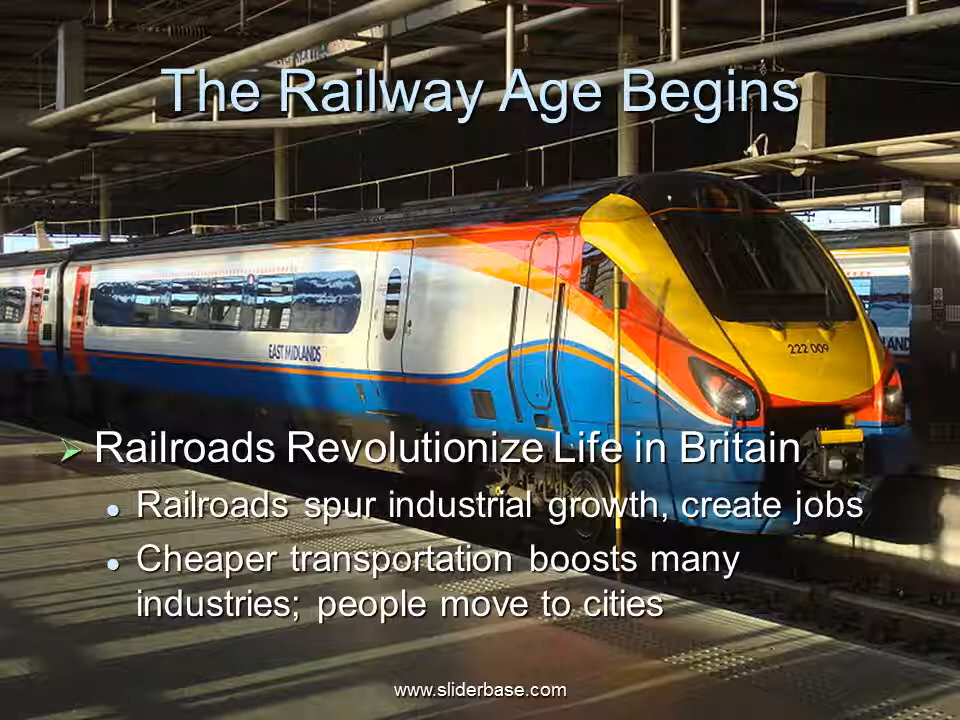 The Railway Age Begins
EAST MIDLANDS
222 009
LAND
Railroads Revolutionize Life in Britain
Railroads spur industrial growth, create jobs
Cheaper transportation boosts many
industries; people move to cities
www.sliderbase.com